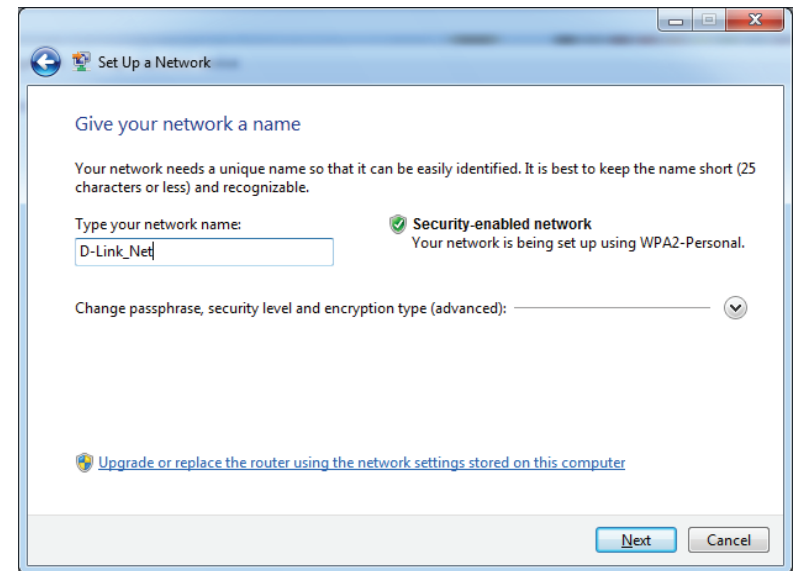 Set Up a Network
Give your network a name
Your network needs a unique name so that it can be easily identified. It is best to keep the name short (25
characters or less) and recognizable.
Type your network name:
D-Link_Net
Security-enabled network
Your network is being set up using WPA2-Personal.
Change passphrase, security level and encryption type (advanced):
Upgrade or replace the router using the network settings stored on this computer
Next
Cancel